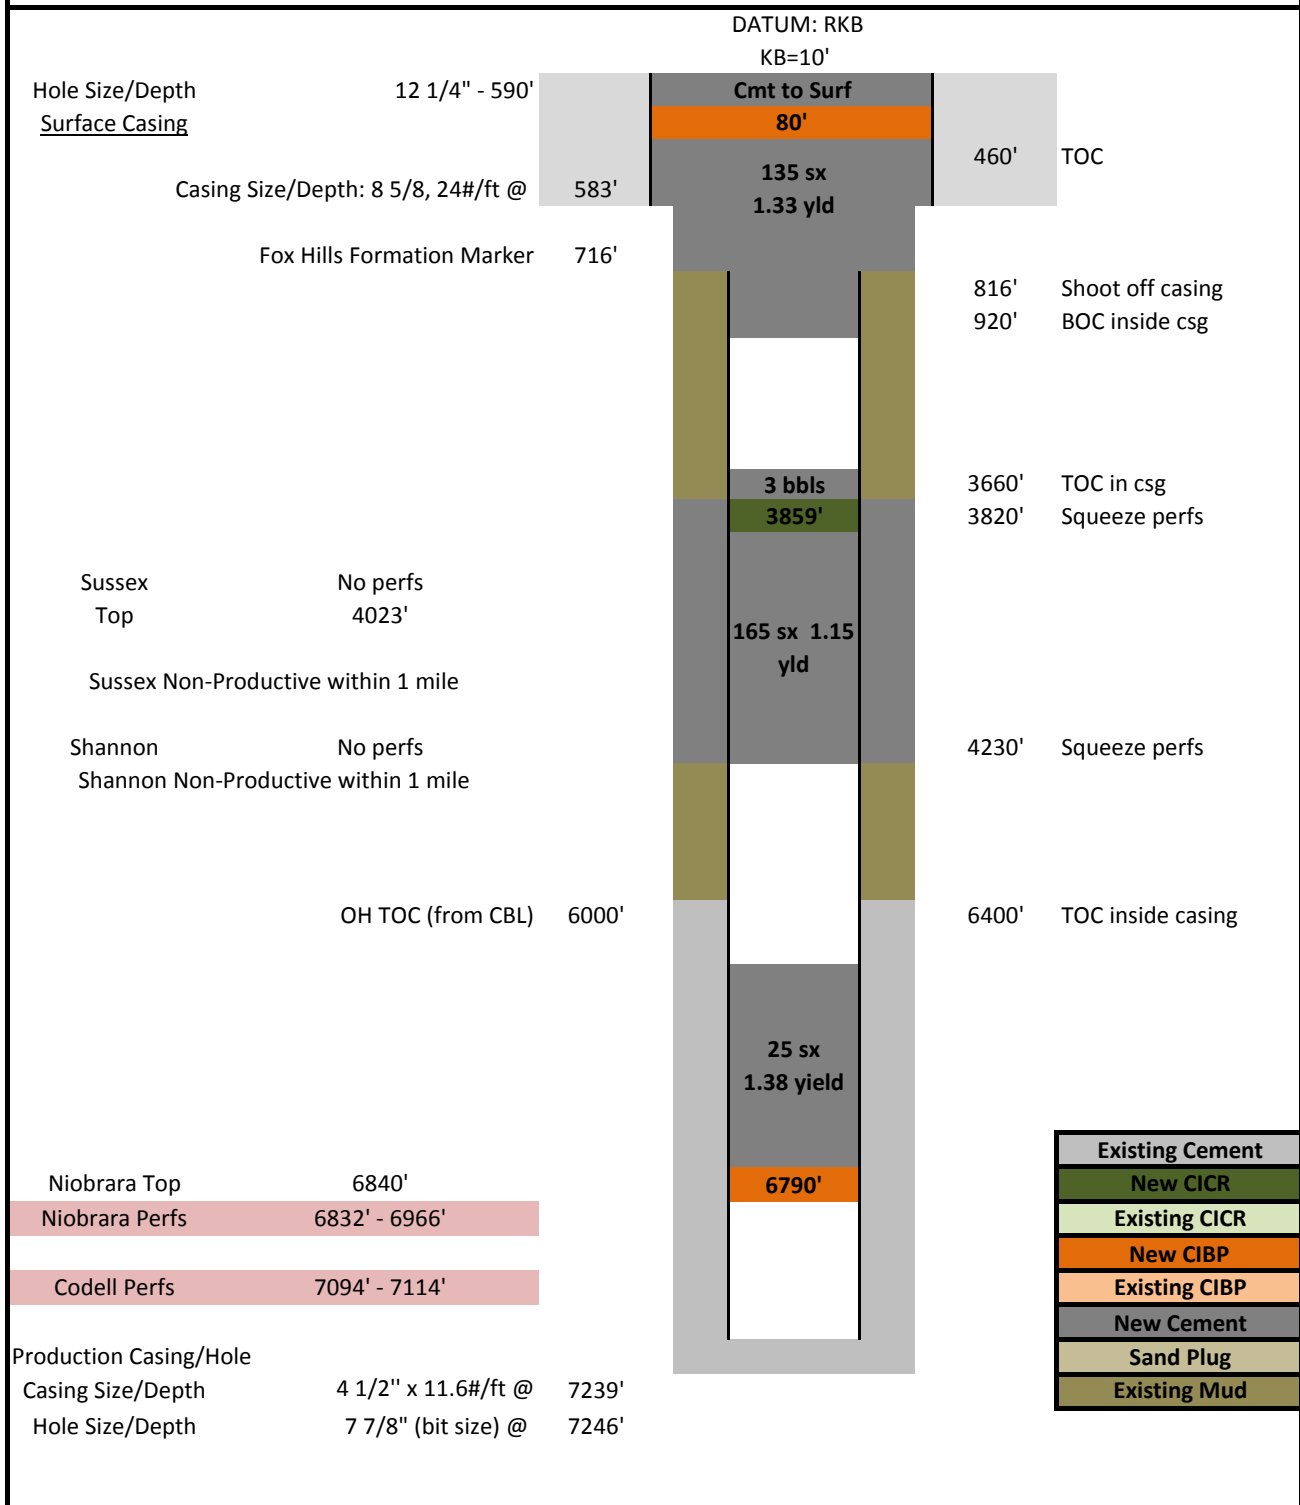 DATUM: RKB
KB=10'
Hole Size/Depth 12 1/4" - 590' Cmt to Surf
Surface Casing 80'
460' TOC
135 sx
Casing Size/Depth: 8 5/8, 24#/ft @ 583'
1.33 yld
Fox Hills Formation Marker 716'
816' Shoot off casing
920' BOC inside csg
3 bbls 3660' TOC in csg
3859' 3820' Squeeze perfs
Sussex No perfs
Top 4023'
165 sx 1.15
yld
Sussex Non-Productive within 1 mile
Shannon No perfs 4230' Squeeze perfs
Shannon Non-Productive within 1 mile
OH TOC (from CBL) 6000' 6400' TOC inside casing
25 sx
1.38 yield
Existing Cement
Niobrara Top 6840' 6790' New CICR
Niobrara Perfs 6832' - 6966' Existing CICR
New CIBP
Codell Perfs 7094' - 7114' Existing CIBP
New Cement
Production Casing/Hole Sand Plug
Casing Size/Depth 4 1/2'' x 11.6#/ft @ 7239' Existing Mud
Hole Size/Depth 7 7/8" (bit size) @ 7246'